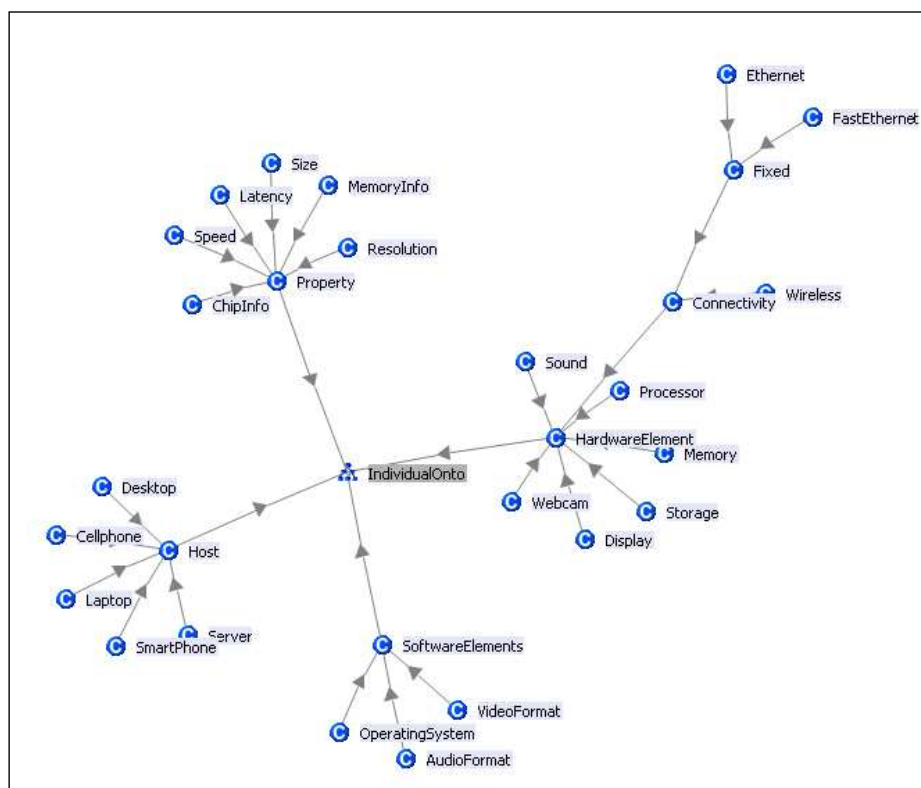 Ethernet
FastEthernet
Size
Fixed
MemoryInfo
Latency
Speed
Resolution
Property
ChipInfo
Wireless
Connectivity
Sound
Processor
HardwareElement
Memory
IndividualOnto
Desktop
Webcam
Storage
Cellphone
Display
Host
Laptop
Server
SmartPhone
SoftwareElements
VideoFormat
OperatingSystem
AudioFormat